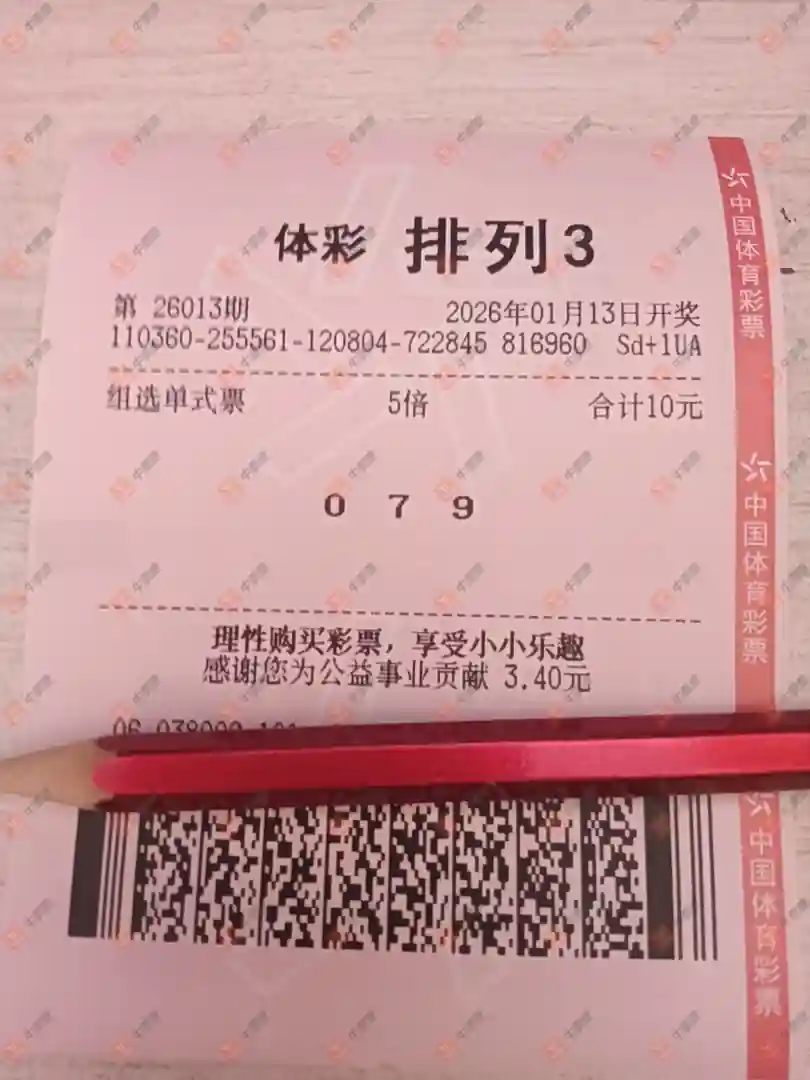 体彩 排列3
第 26013期 2026年01月13日开奖
110360-255561-120804-722845 816960 Sd+1UA
组选单式票 5倍 合计10元
0 7 9
理性购买彩票，享受小小乐趣
感谢您为公益事业贡献 3.40元
中国体育彩票
中国体育彩票
中国体育彩票